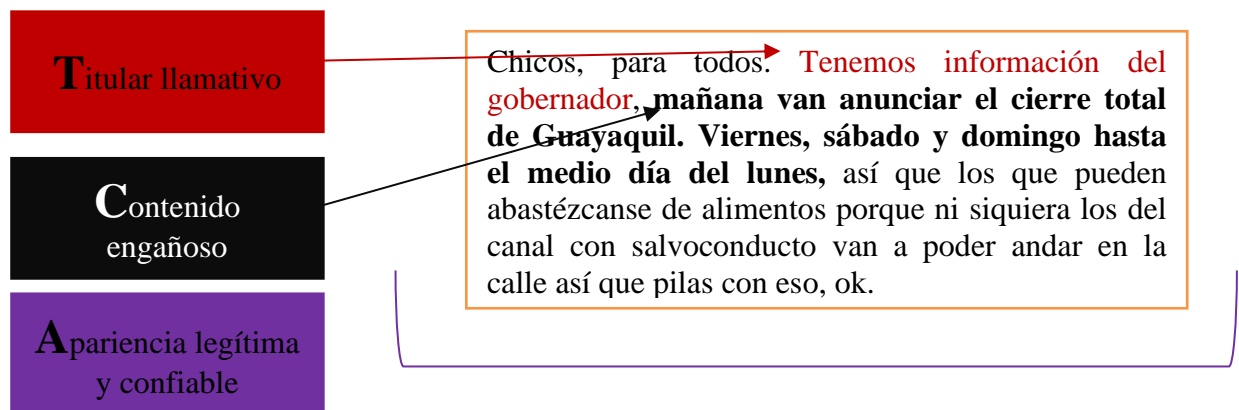 Titular llamativo
Contenido
engañoso
Apariencia legítima
y confiable
Chicos, para todos. Tenemos información del
gobernador, mañana van anunciar el cierre total
de Guayaquil. Viernes, sábado y domingo hasta
el medio día del lunes, así que los que pueden
abastézcanse de alimentos porque ni siquiera los del
canal con salvoconducto van a poder andar en la
calle así que pilas con eso, ok.